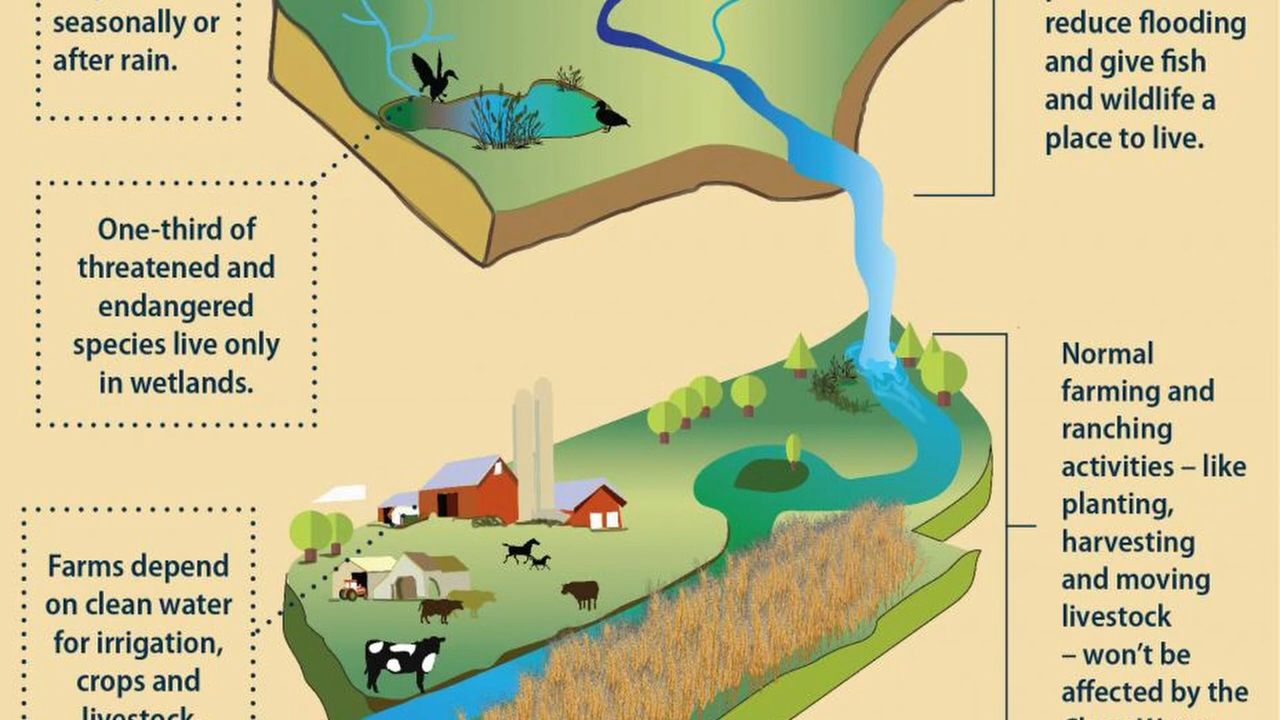 seasonally or
after rain.
reduce flooding
and give fish
and wildlife a
place to live.
One-third of
threatened and
endangered
species live only
in wetlands.
Normal
farming and
ranching
activities – like
planting,
harvesting
and moving
livestock
– won’t be
affected by the
Farms depend
on clean water
for irrigation,
crops and
livestock